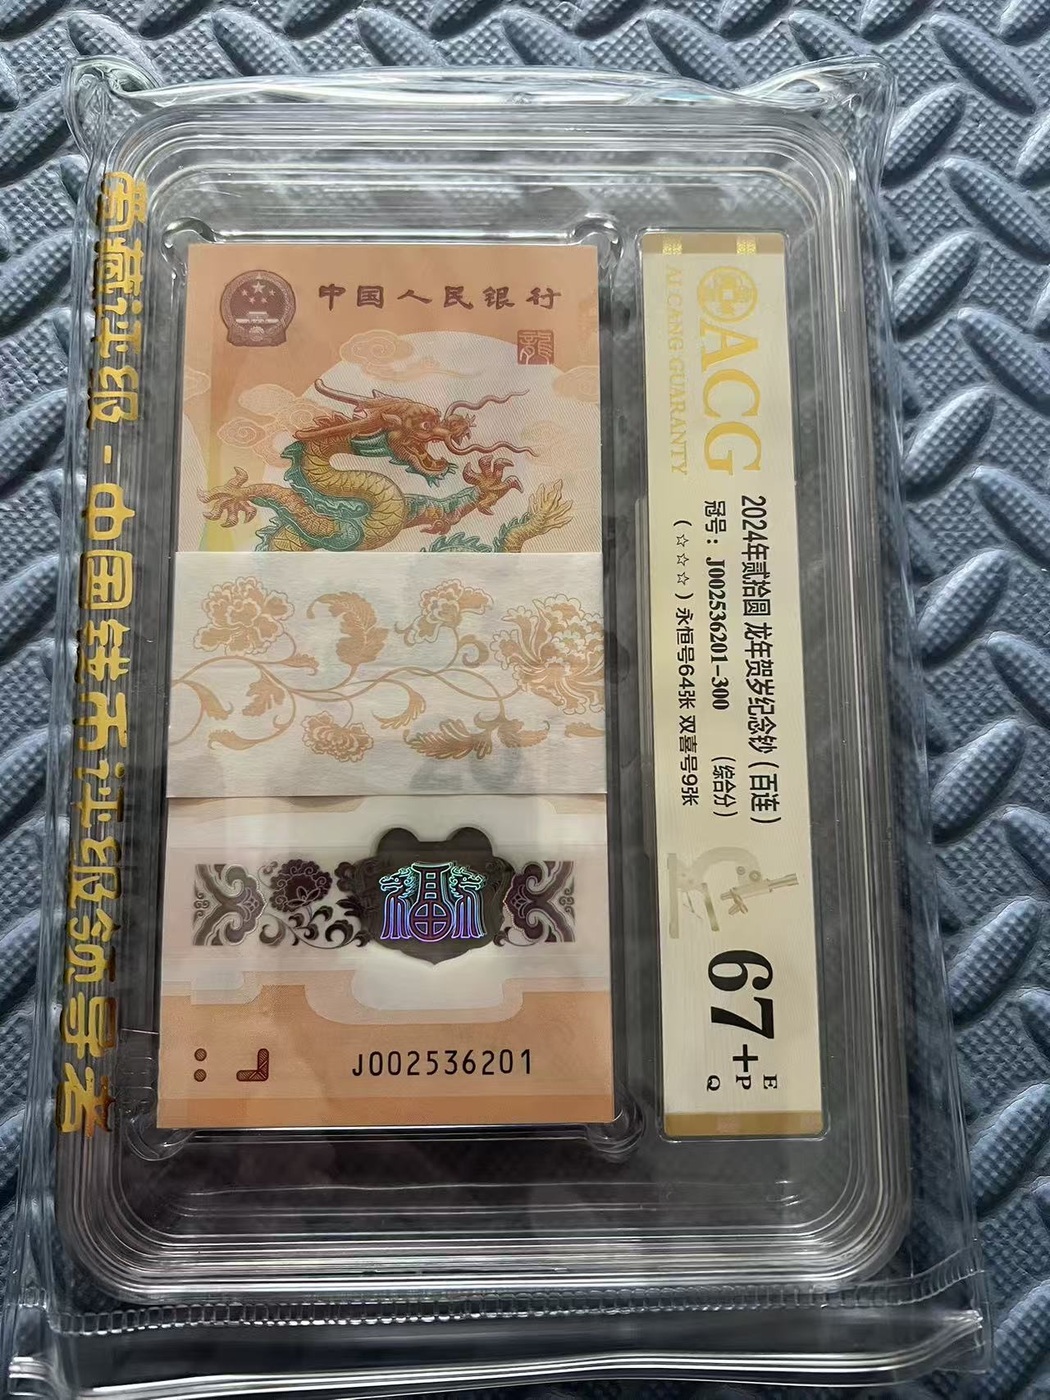 爱藏评级-中国钱币评级领导者
中国人民银行
龍
J002536201
ACG
AI CANG GUARANTY
2024年贰拾圆 龙年贺岁纪念钞（百连）
冠号：J002536201-300 （综合分）
（☆☆☆☆）永恒号64张 双喜号9张
67+
E
P
Q